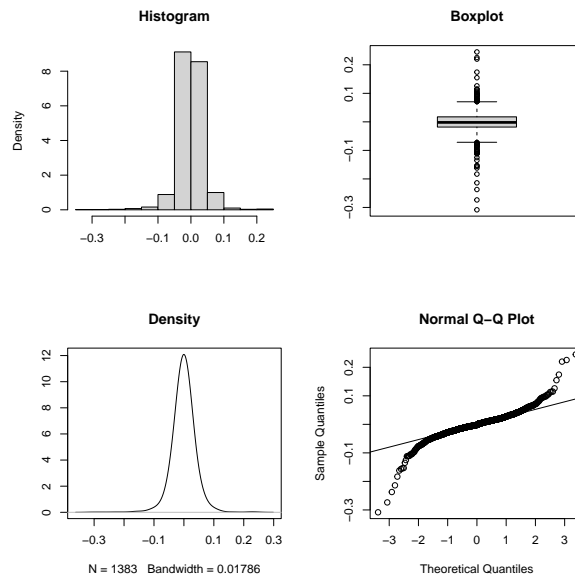 Histogram
Density
0 2 4 6 8
−0.3 −0.1 0.0 0.1 0.2
Boxplot
−0.3 −0.1 0.1 0.2
Density
0 2 4 6 8 10 12
−0.3 −0.1 0.1 0.3
N = 1383 Bandwidth = 0.01786
Normal Q−Q Plot
Sample Quantiles
−0.3 −0.1 0.1 0.2
−3 −2 −1 0 1 2 3
Theoretical Quantiles